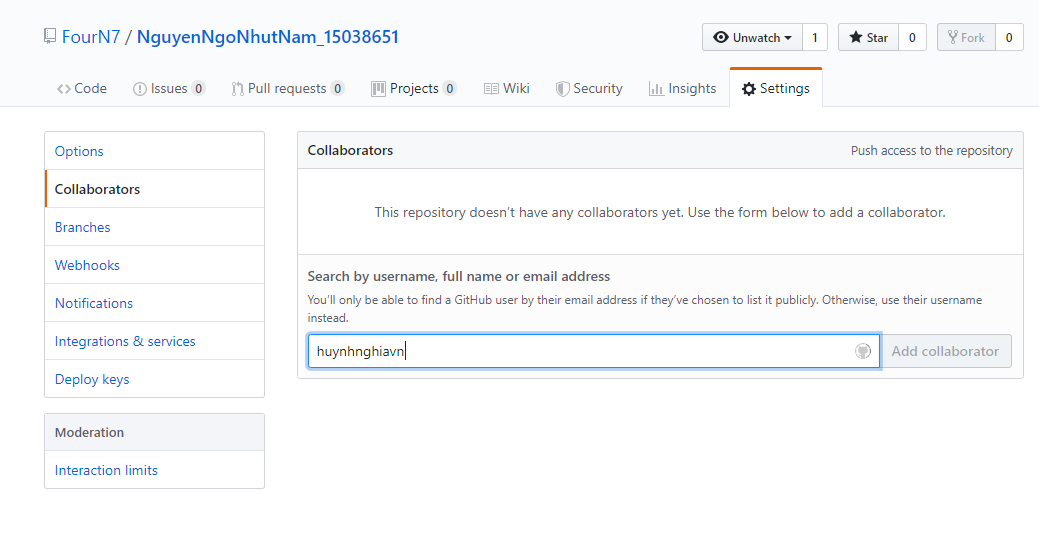 FourN7 / NguyenNgoNhutNam_15038651
Unwatch 1
Star 0
Fork 0
Code
Issues 0
Pull requests 0
Projects 0
Wiki
Security
Insights
Settings
Options
Collaborators
Branches
Webhooks
Notifications
Integrations & services
Deploy keys
Moderation
Interaction limits
Collaborators
Push access to the repository
This repository doesn’t have any collaborators yet. Use the form below to add a collaborator.
Search by username, full name or email address
You’ll only be able to find a GitHub user by their email address if they’ve chosen to list it publicly. Otherwise, use their username
instead.
huynhnghiavn
Add collaborator